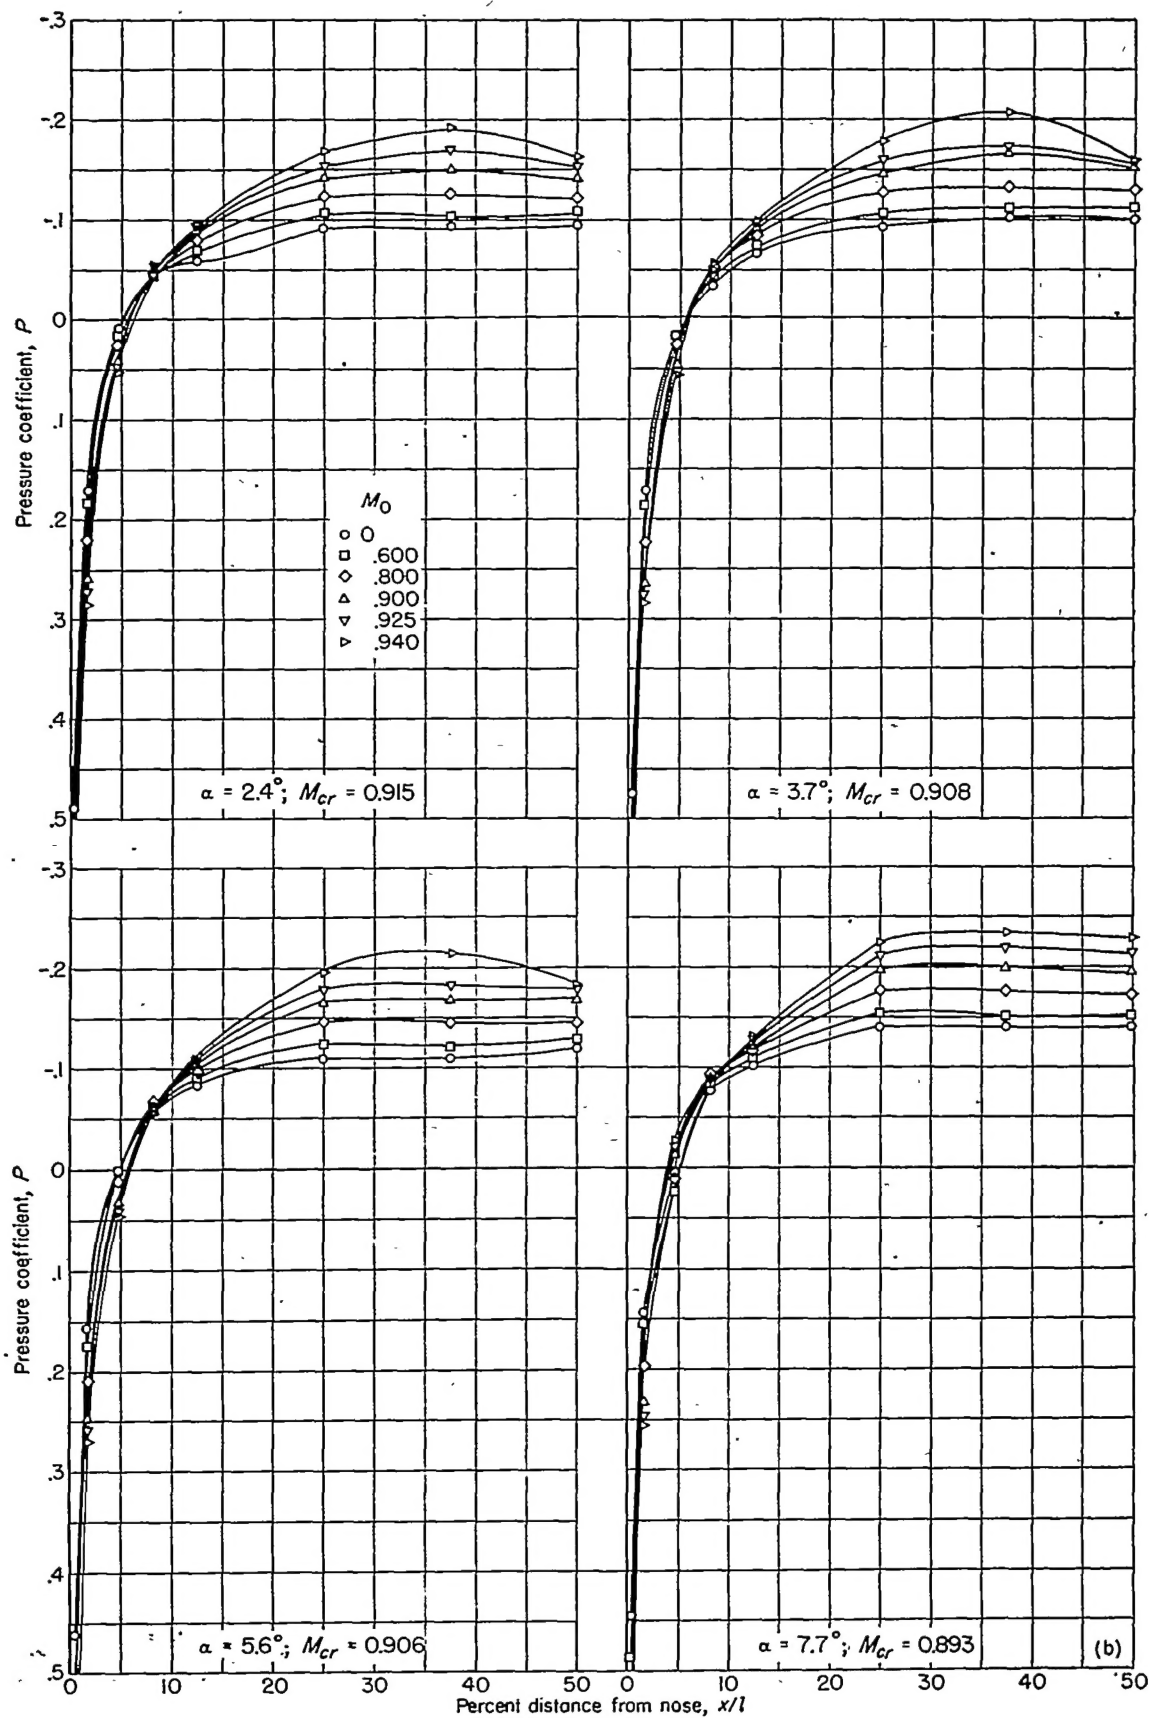 -.3
-.2
-.1
0
.1
.2
.3
.4
.5
Pressure coefficient, P
M0
0
.600
.800
.900
.925
.940
α = 2.4°; Mcr = 0.915
α = 3.7°; Mcr = 0.908
-.3
-.2
-.1
0
.1
.2
.3
.4
.5
Pressure coefficient, P
α = 5.6°; Mcr = 0.906
α = 7.7°; Mcr = 0.893
(b)
0 10 20 30 40 50
0 10 20 30 40 50
Percent distance from nose, x/l